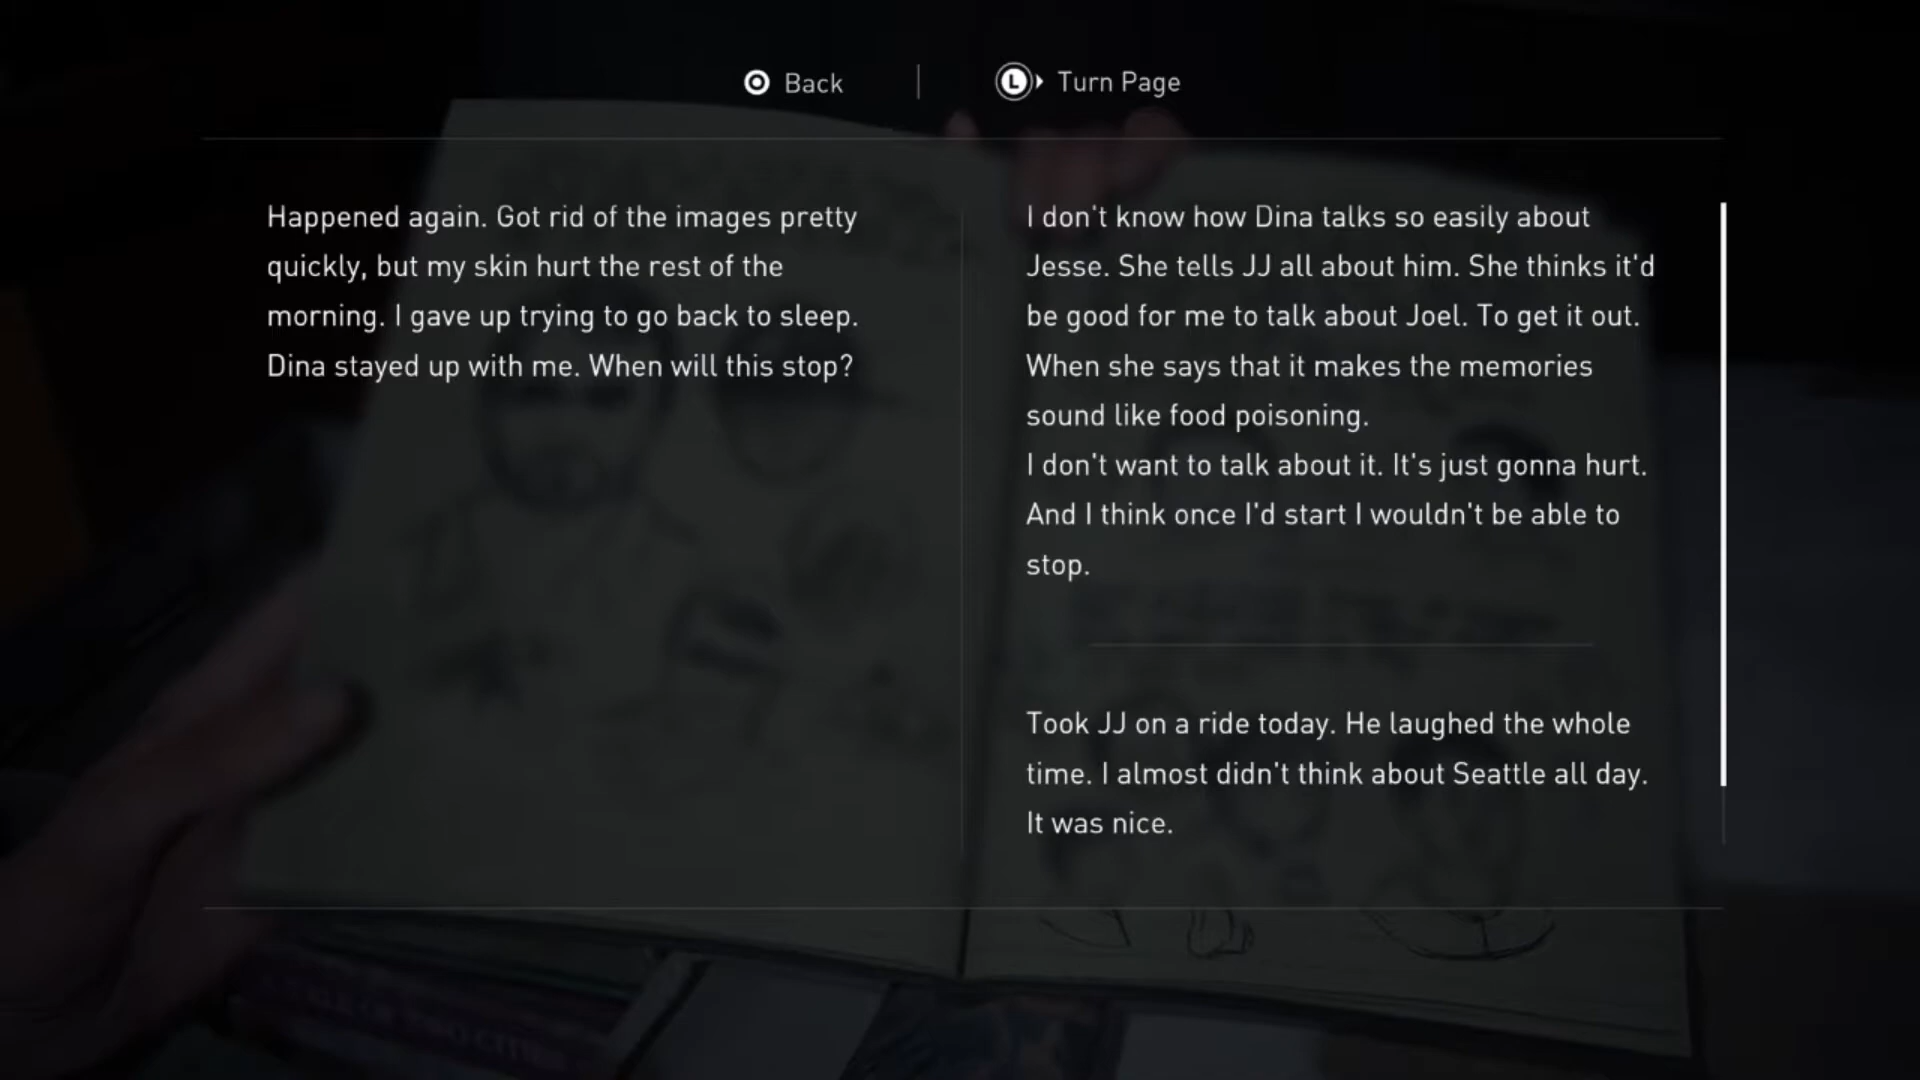 Back
L Turn Page
Happened again. Got rid of the images pretty
quickly, but my skin hurt the rest of the
morning. I gave up trying to go back to sleep.
Dina stayed up with me. When will this stop?
I don't know how Dina talks so easily about
Jesse. She tells JJ all about him. She thinks it'd
be good for me to talk about Joel. To get it out.
When she says that it makes the memories
sound like food poisoning.
I don't want to talk about it. It's just gonna hurt.
And I think once I'd start I wouldn't be able to
stop.
Took JJ on a ride today. He laughed the whole
time. I almost didn't think about Seattle all day.
It was nice.